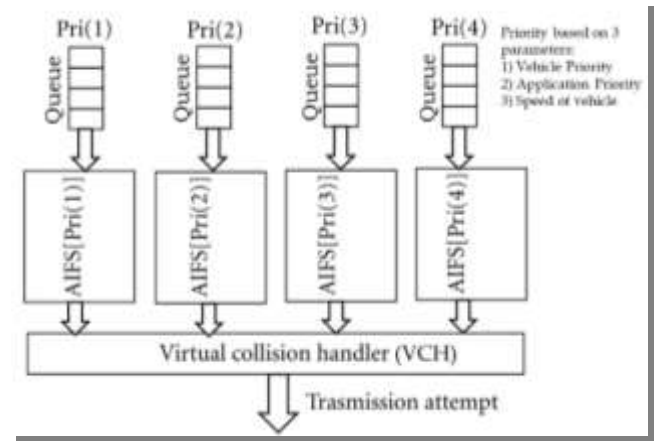 Pri(1) Pri(2) Pri(3) Pri(4)
Priority based on 3
parameters:
1) Vehicle Priority
2) Application Priority
3) Speed of vehicle
Queue Queue Queue Queue
AIFS[Pri(1)] AIFS[Pri(2)] AIFS[Pri(3)] AIFS[Pri(4)]
Virtual collision handler (VCH)
Trasmission attempt